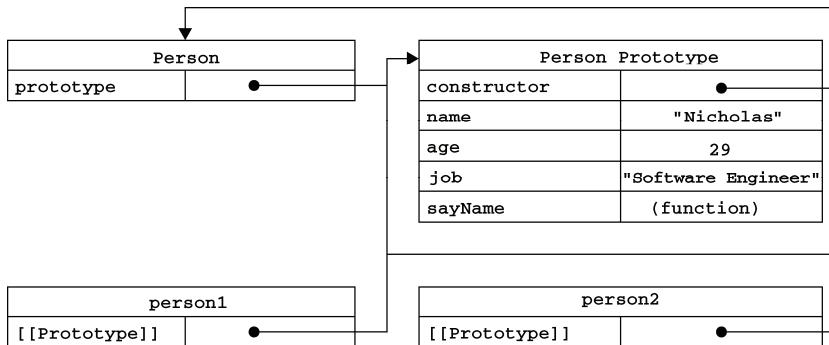 Person
prototype
Person Prototype
constructor
name "Nicholas"
age 29
job "Software Engineer"
sayName (function)
person1
[[Prototype]]
person2
[[Prototype]]